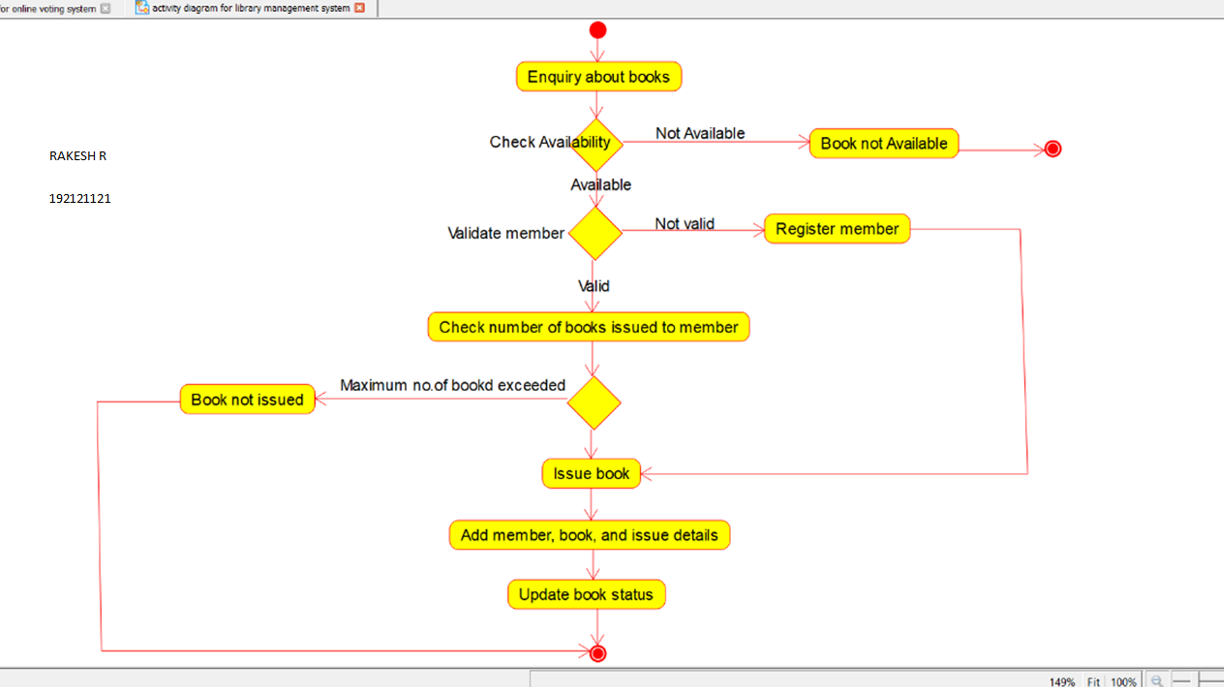 for online voting system
activity diagram for library management system
Enquiry about books
Check Availability
Not Available
Book not Available
RAKESH R
Available
192121121
Validate member
Not valid
Register member
Valid
Check number of books issued to member
Maximum no.of bookd exceeded
Book not issued
Issue book
Add member, book, and issue details
Update book status
149% Fit 100%